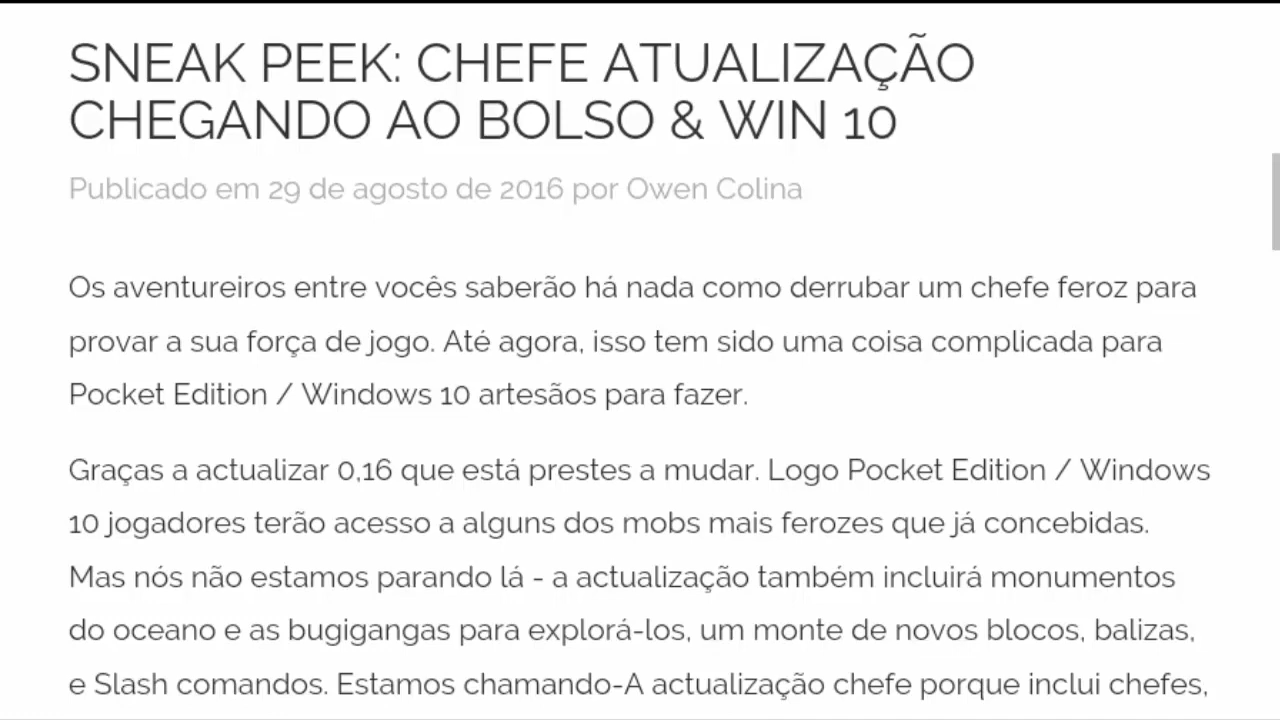 SNEAK PEEK: CHEFE ATUALIZAÇÃO
CHEGANDO AO BOLSO & WIN 10
Publicado em 29 de agosto de 2016 por Owen Colina
Os aventureiros entre vocês saberão há nada como derrubar um chefe feroz para
provar a sua força de jogo. Até agora, isso tem sido uma coisa complicada para
Pocket Edition / Windows 10 artesãos para fazer.
Graças a actualizar 0,16 que está prestes a mudar. Logo Pocket Edition / Windows
10 jogadores terão acesso a alguns dos mobs mais ferozes que já concebidas.
Mas nós não estamos parando lá - a actualização também incluirá monumentos
do oceano e as bugigangas para explorá-los, um monte de novos blocos, balizas,
e Slash comandos. Estamos chamando-A actualização chefe porque inclui chefes,